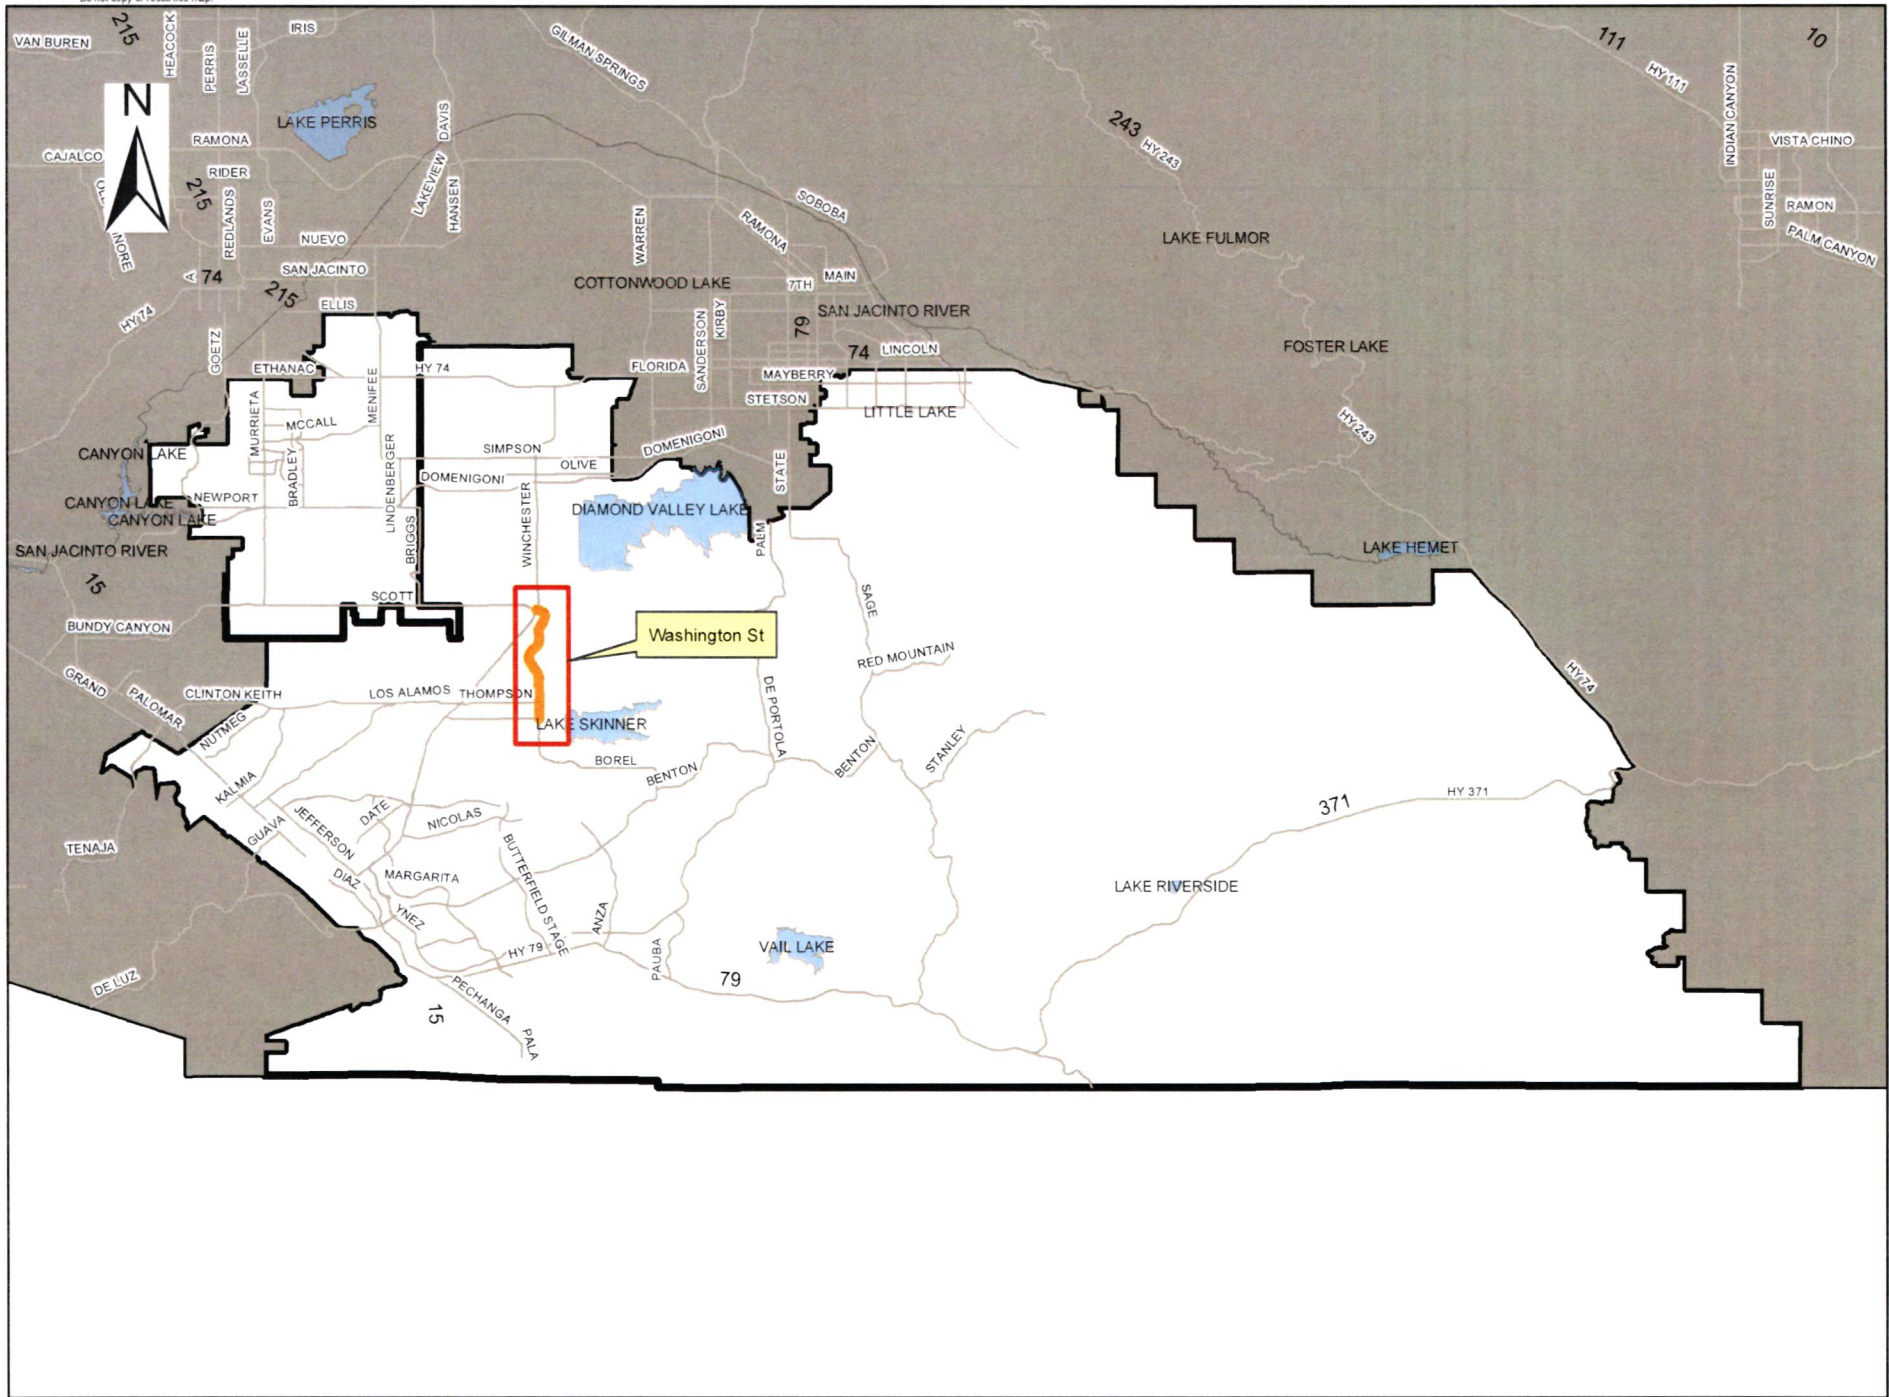 215
VAN BUREN
HEACOCK
PERRIS
LASSELLE
IRIS
GILMAN SPRINGS
111
10
HY 111
INDIAN CANYON
N
LAKE PERRIS
DAVIS
243
HY 243
VISTA CHINO
RAMONA
CAJALCO
RIDER
215
REDLANDS
EVANS
LAKEVIEW
HANSEN
WARREN
RAMONA
SOBOBA
SUNRISE
RAMON
PALM CANYON
NUEVO
LAKE FULMOR
A
74
SAN JACINTO
215
ELLIS
COTTONWOOD LAKE
7TH
MAIN
SAN JACINTO RIVER
HY 74
GOETZ
SANDERSON
KIRBY
79
74
LINCOLN
FOSTER LAKE
ETHANAC
HY 74
FLORIDA
MAYBERRY
STETSON
LITTLE LAKE
MURRIETA
MCCALL
MENIFEE
HY 243
CANYON LAKE
BRADLEY
LINDENBERGER
SIMPSON
OLIVE
DOMENIGONI
DOMENIGONI
STATE
CANYON LAKE
NEWPORT
CANYON LAKE
WINCHESTER
DIAMOND VALLEY LAKE
PALM
SAN JACINTO RIVER
BRIGGS
LAKE HEMET
15
SCOTT
SAGE
BUNDY CANYON
Washington St
RED MOUNTAIN
GRAND
PALOMAR
CLINTON KEITH
LOS ALAMOS
THOMPSON
HY 74
NUTMEG
LAKE SKINNER
DE PORTOLA
BENTON
STANLEY
BOREL
BENTON
KALMIA
371
HY 371
GUAVA
JEFFERSON
DATE
NICOLAS
TENAJA
BUTTERFIELD STAGE
DIAZ
MARGARITA
LAKE RIVERSIDE
YNEZ
ANZA
HY 79
PAUBA
VAIL LAKE
DE LUZ
79
PECHANGA
15
PALA